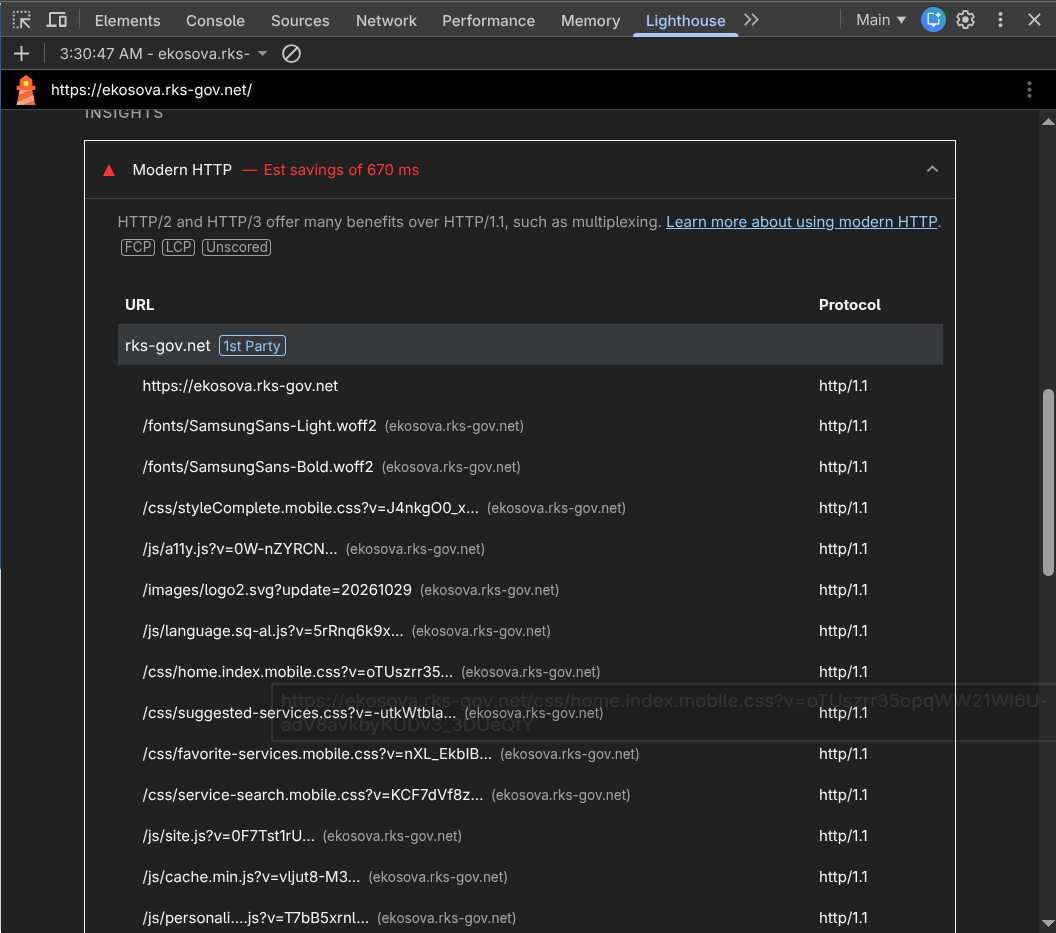 Elements Console Sources Network Performance Memory Lighthouse Main
3:30:47 AM - ekosova.rks-
https://ekosova.rks-gov.net/
INSIGHTS
Modern HTTP — Est savings of 670 ms
HTTP/2 and HTTP/3 offer many benefits over HTTP/1.1, such as multiplexing. Learn more about using modern HTTP.
FCP LCP Unscored
URL Protocol
rks-gov.net 1st Party
https://ekosova.rks-gov.net http/1.1
/fonts/SamsungSans-Light.woff2 (ekosova.rks-gov.net) http/1.1
/fonts/SamsungSans-Bold.woff2 (ekosova.rks-gov.net) http/1.1
/css/styleComplete.mobile.css?v=J4nkgO0_x... (ekosova.rks-gov.net) http/1.1
/js/a11y.js?v=0W-nZYRCN... (ekosova.rks-gov.net) http/1.1
/images/logo2.svg?update=20261029 (ekosova.rks-gov.net) http/1.1
/js/language.sq-al.js?v=5rRnq6k9x... (ekosova.rks-gov.net) http/1.1
/css/home.index.mobile.css?v=oTUszrr35... (ekosova.rks-gov.net) http/1.1
/css/suggested-services.css?v=-utkWtbla... (ekosova.rks-gov.net) http/1.1
/css/favorite-services.mobile.css?v=nXL_EkbIB... (ekosova.rks-gov.net) http/1.1
/css/service-search.mobile.css?v=KCF7dVf8z... (ekosova.rks-gov.net) http/1.1
/js/site.js?v=0F7Tst1rU... (ekosova.rks-gov.net) http/1.1
/js/cache.min.js?v=vljut8-M3... (ekosova.rks-gov.net) http/1.1
/js/personali....js?v=T7bB5xrnl... (ekosova.rks-gov.net) http/1.1